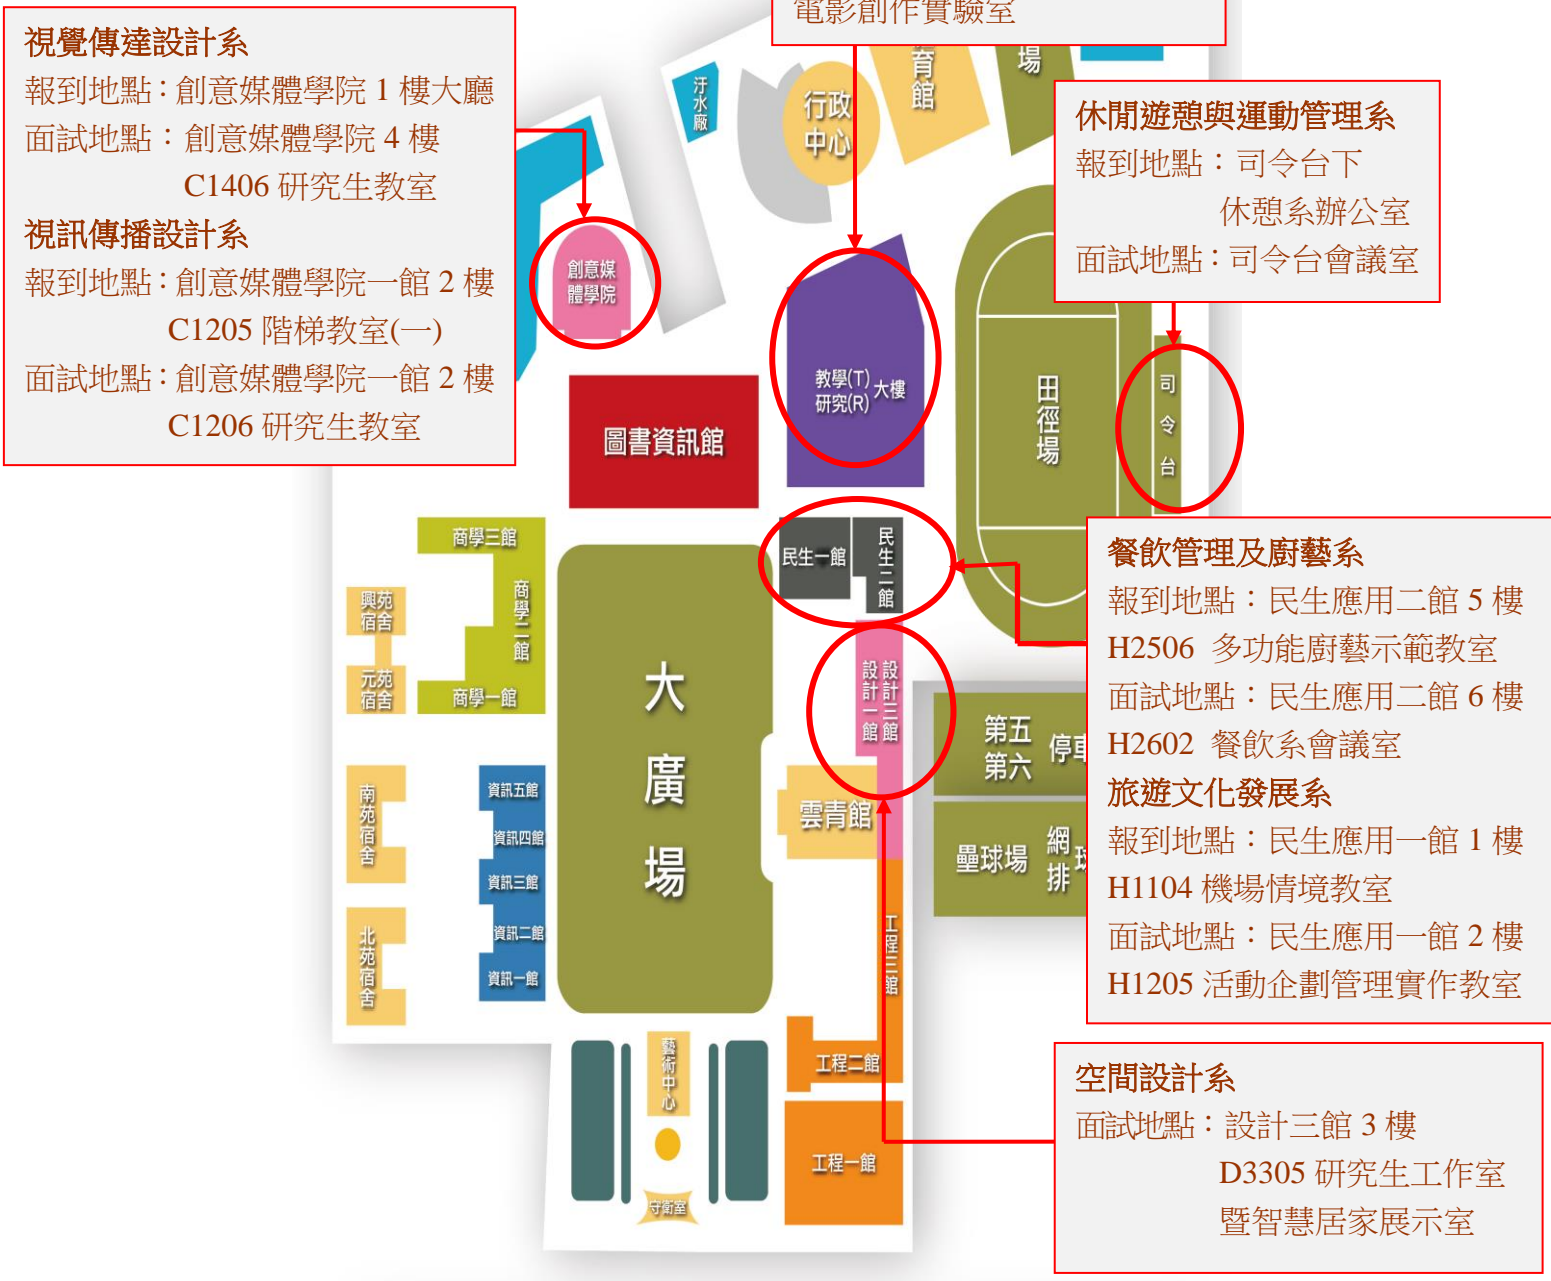 電影創作實驗室
視覺傳達設計系
報到地點：創意媒體學院 1 樓大廳
面試地點：創意媒體學院 4 樓
C1406 研究生教室
視訊傳播設計系
報到地點：創意媒體學院一館 2 樓
C1205 階梯教室(一)
面試地點：創意媒體學院一館 2 樓
C1206 研究生教室
汙水廠
行政
中心
育館
場
休閒遊憩與運動管理系
報到地點：司令台下
休憩系辦公室
面試地點：司令台會議室
創意媒
體學院
教學(T)
研究(R)
大樓
田徑場
司令台
圖書資訊館
商學三館
商學二館
商學一館
興苑
宿舍
元苑
宿舍
民生一館
民生二館
大廣場
設計一館
設計三館
第五
第六
停車
雲青館
壘球場
網
排
球
南苑宿舍
北苑宿舍
資訊五館
資訊四館
資訊三館
資訊二館
資訊一館
工程三館
工程二館
工程一館
藝術中心
守衛室
餐飲管理及廚藝系
報到地點：民生應用二館 5 樓
H2506 多功能廚藝示範教室
面試地點：民生應用二館 6 樓
H2602 餐飲系會議室
旅遊文化發展系
報到地點：民生應用一館 1 樓
H1104 機場情境教室
面試地點：民生應用一館 2 樓
H1205 活動企劃管理實作教室
空間設計系
面試地點：設計三館 3 樓
D3305 研究生工作室
暨智慧居家展示室